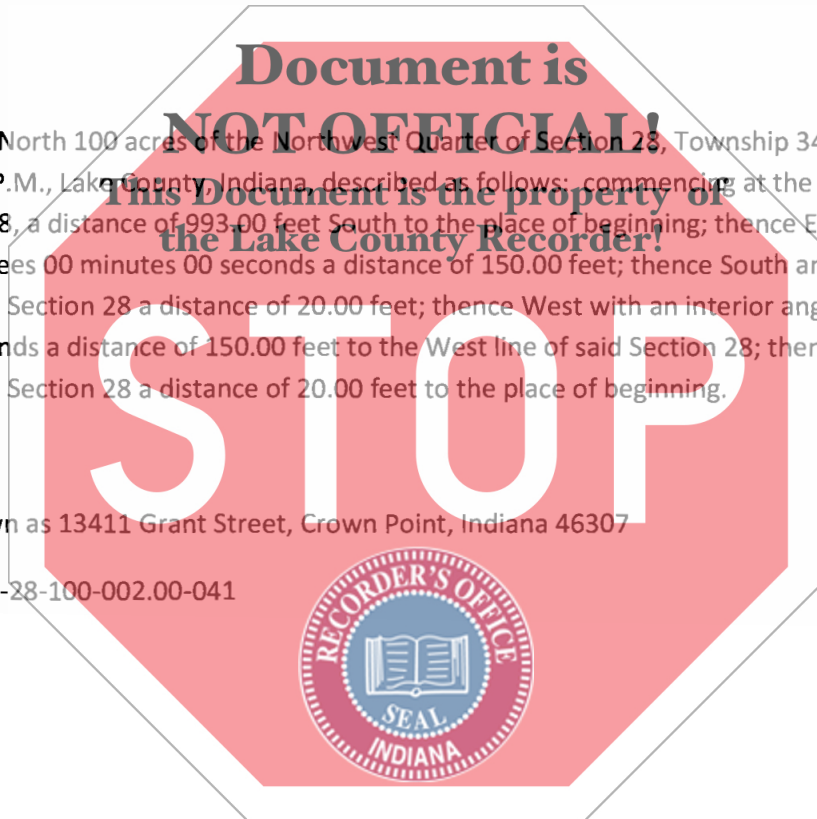 Document is
NOT OFFICIAL!
North 100 acres of the Northwest Quarter of Section 28, Township 34
P.M., Lake County, Indiana, described as follows: commencing at the
This Document is the property of
8, a distance of 993.00 feet South to the place of beginning; thence E
the Lake County Recorder!
ees 00 minutes 00 seconds a distance of 150.00 feet; thence South an
Section 28 a distance of 20.00 feet; thence West with an interior ang
nds a distance of 150.00 feet to the West line of said Section 28; then
Section 28 a distance of 20.00 feet to the place of beginning.
STOP
n as 13411 Grant Street, Crown Point, Indiana 46307
-28-100-002.00-041
RECORDER'S OFFICE
SEAL
INDIANA